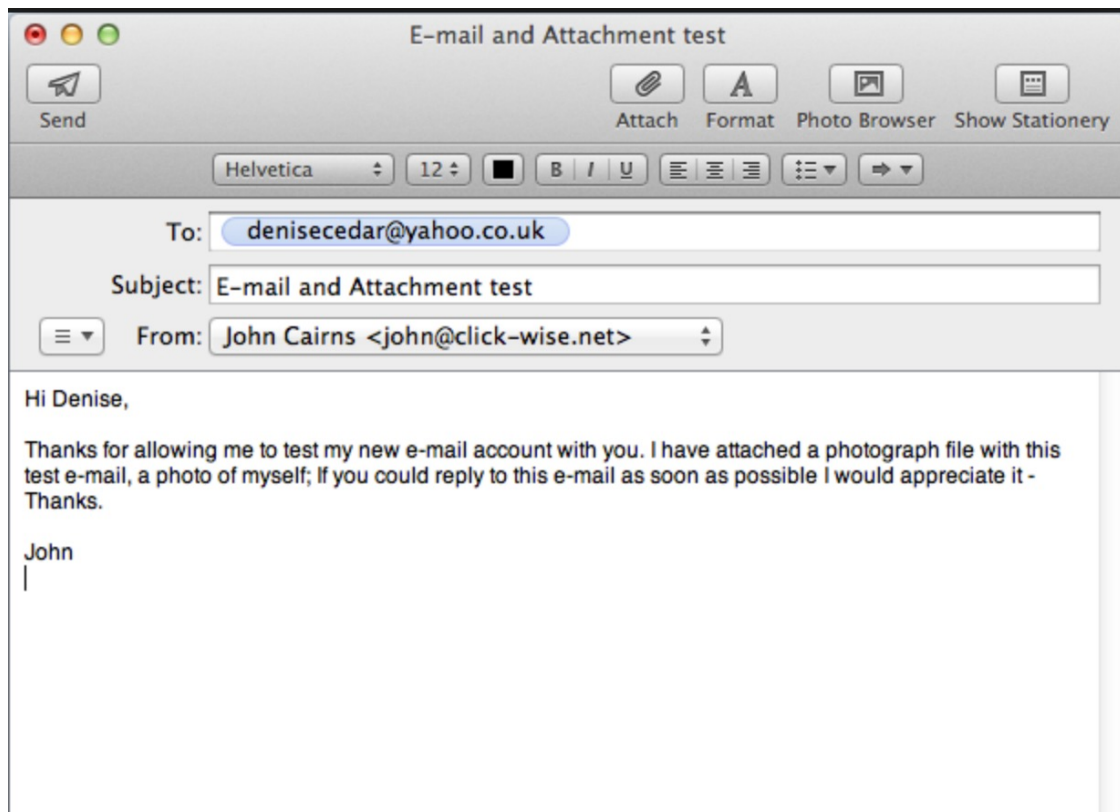 E-mail and Attachment test
Send
Attach Format Photo Browser Show Stationery
Helvetica 12 B I U
To: denisecedar@yahoo.co.uk
Subject: E-mail and Attachment test
From: John Cairns <john@click-wise.net>
Hi Denise,
Thanks for allowing me to test my new e-mail account with you. I have attached a photograph file with this
test e-mail, a photo of myself; If you could reply to this e-mail as soon as possible I would appreciate it -
Thanks.
John